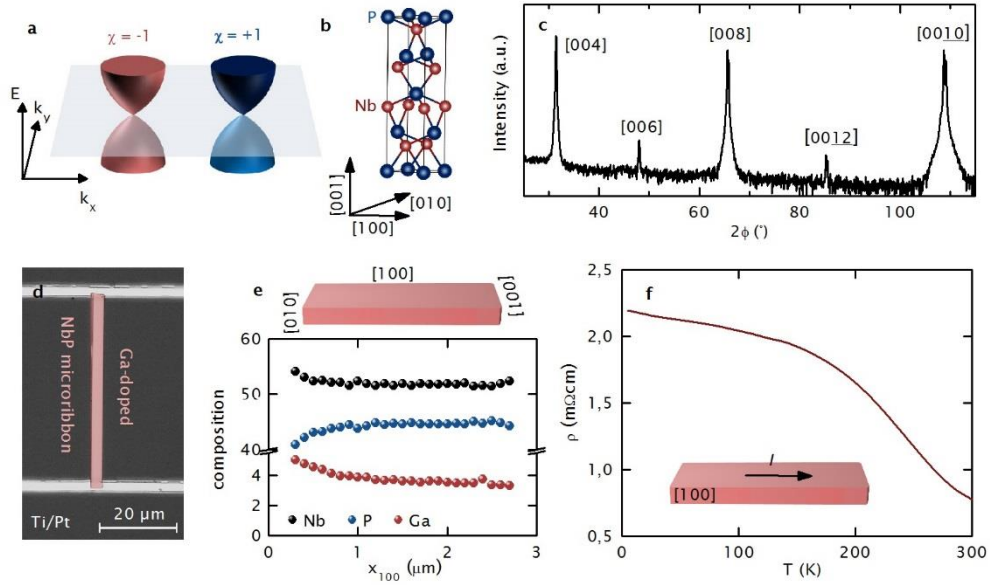 a
χ = -1
χ = +1
E
k_y
k_x
b
P
Nb
[001]
[010]
[100]
c
Intensity (a.u.)
[004]
[006]
[008]
[0012]
[0010]
40
60
80
100
2ϕ (°)
d
NbP microribbon
Ga-doped
Ti/Pt
20 µm
e
[100]
[010]
[001]
composition
60
50
40
4
2
0
Nb
P
Ga
0
1
2
3
x_100 (µm)
f
2,5
2,0
1,5
1,0
0,5
ρ (mΩcm)
I
[100]
0
100
200
300
T (K)